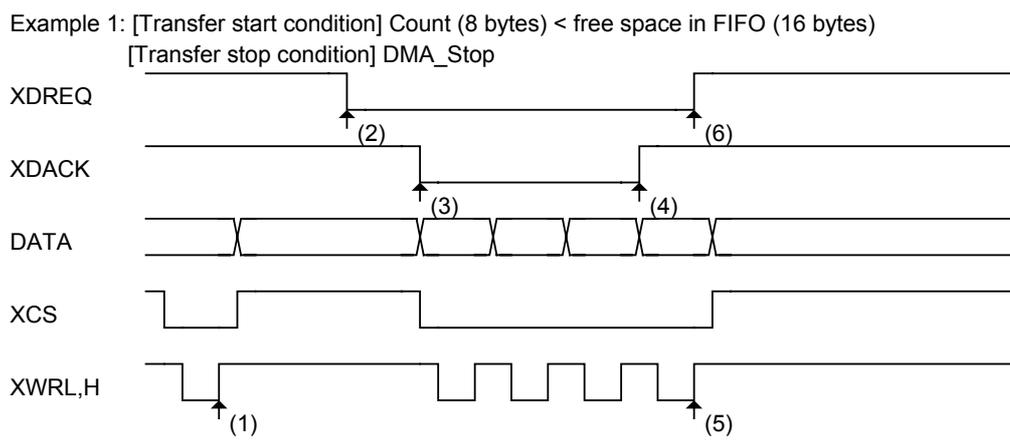 Example 1: [Transfer start condition] Count (8 bytes) < free space in FIFO (16 bytes)
[Transfer stop condition] DMA_Stop
XDREQ
(2)
(6)
XDACK
(3)
(4)
DATA
XCS
XWRL,H
(1)
(5)